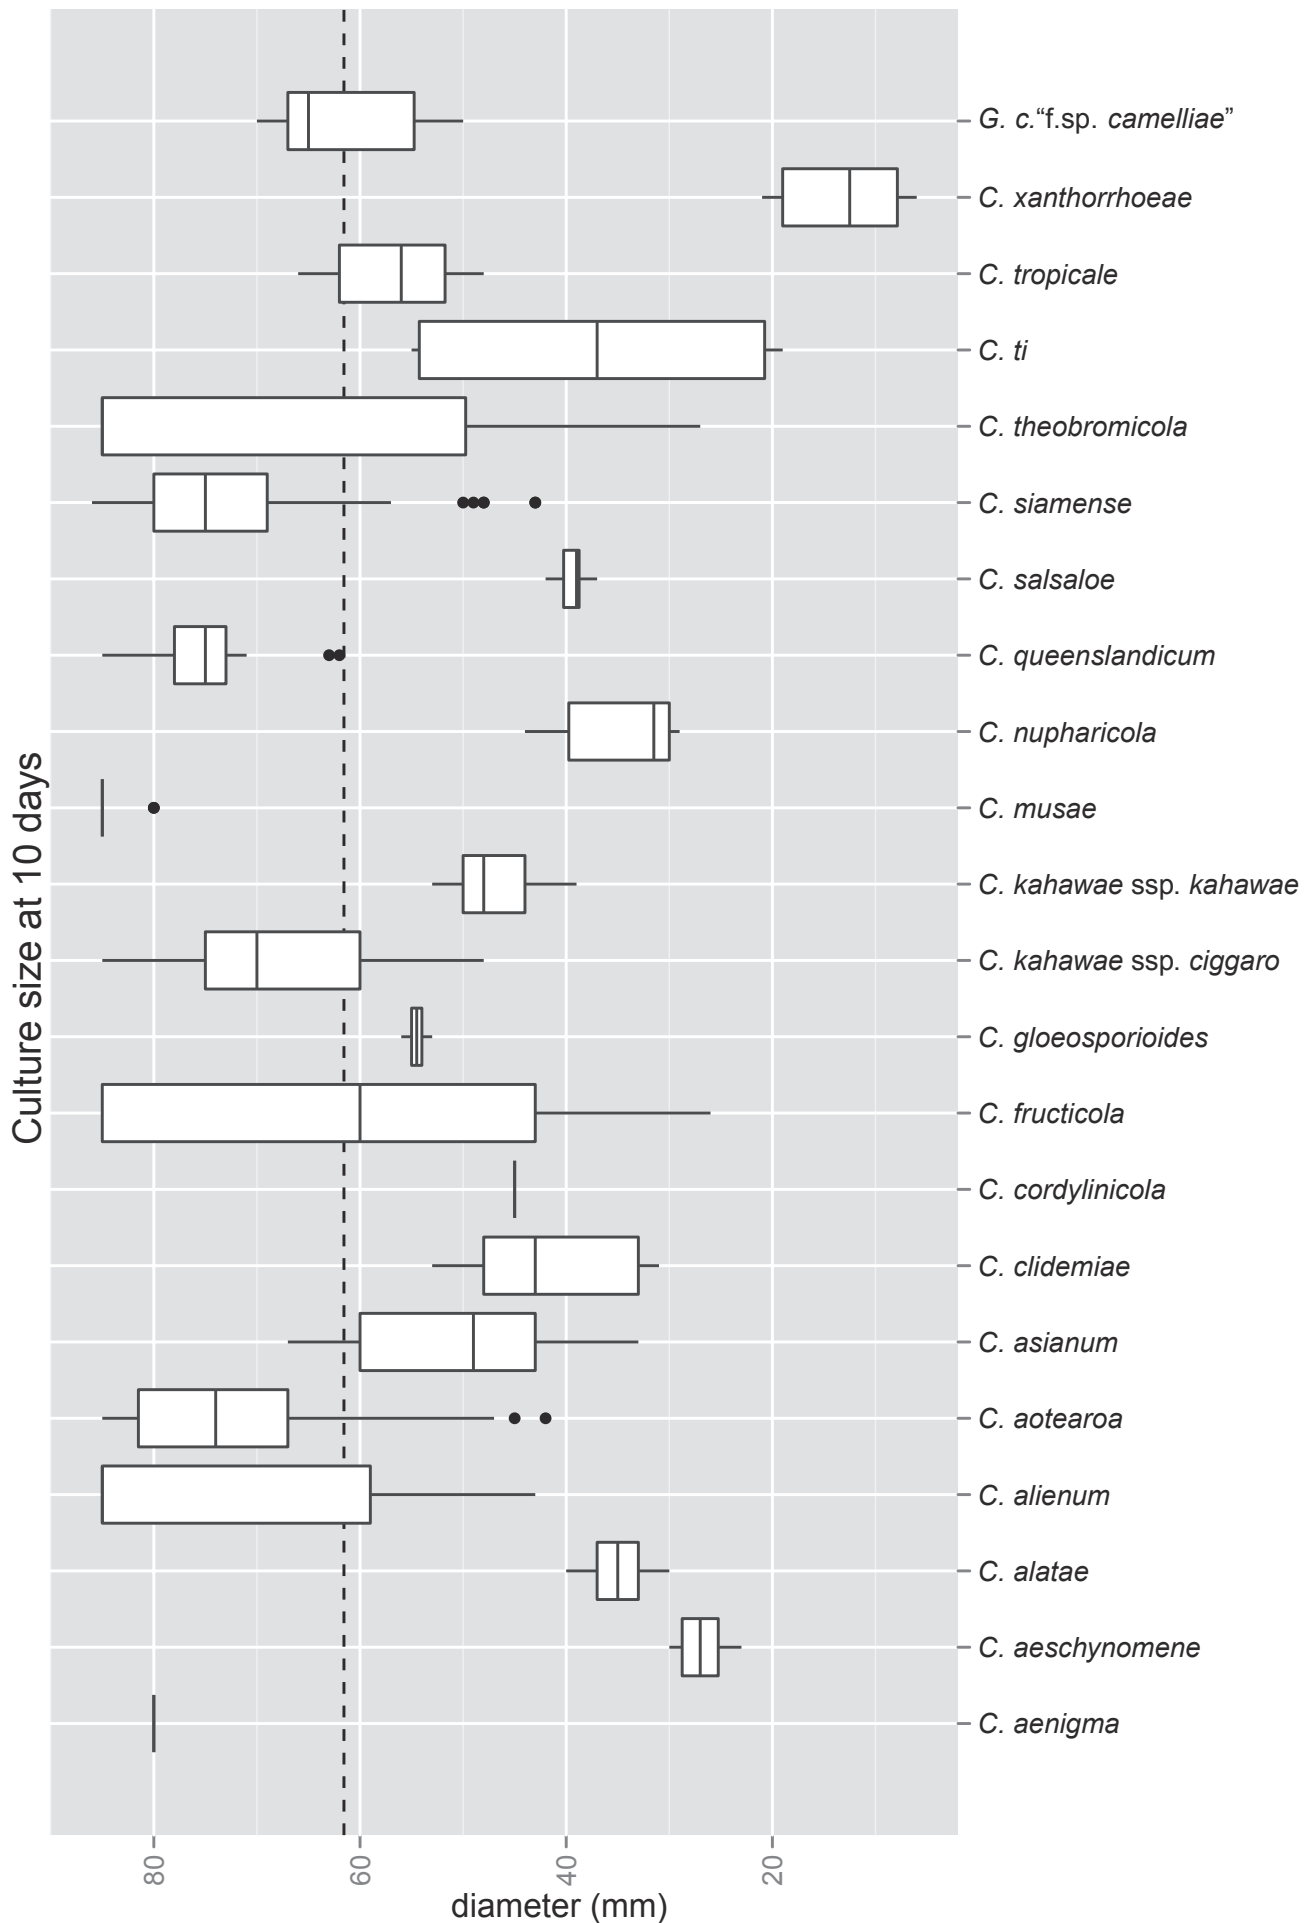 G. c.“f.sp. camelliae”
C. xanthorrhoeae
C. tropicale
C. ti
C. theobromicola
C. siamense
C. salsaloe
C. queenslandicum
C. nupharicola
C. musae
C. kahawae ssp. kahawae
C. kahawae ssp. ciggaro
C. gloeosporioides
C. fructicola
C. cordylinicola
C. clidemiae
C. asianum
C. aotearoa
C. alienum
C. alatae
C. aeschynomene
C. aenigma
Culture size at 10 days
80 60 40 20
diameter (mm)